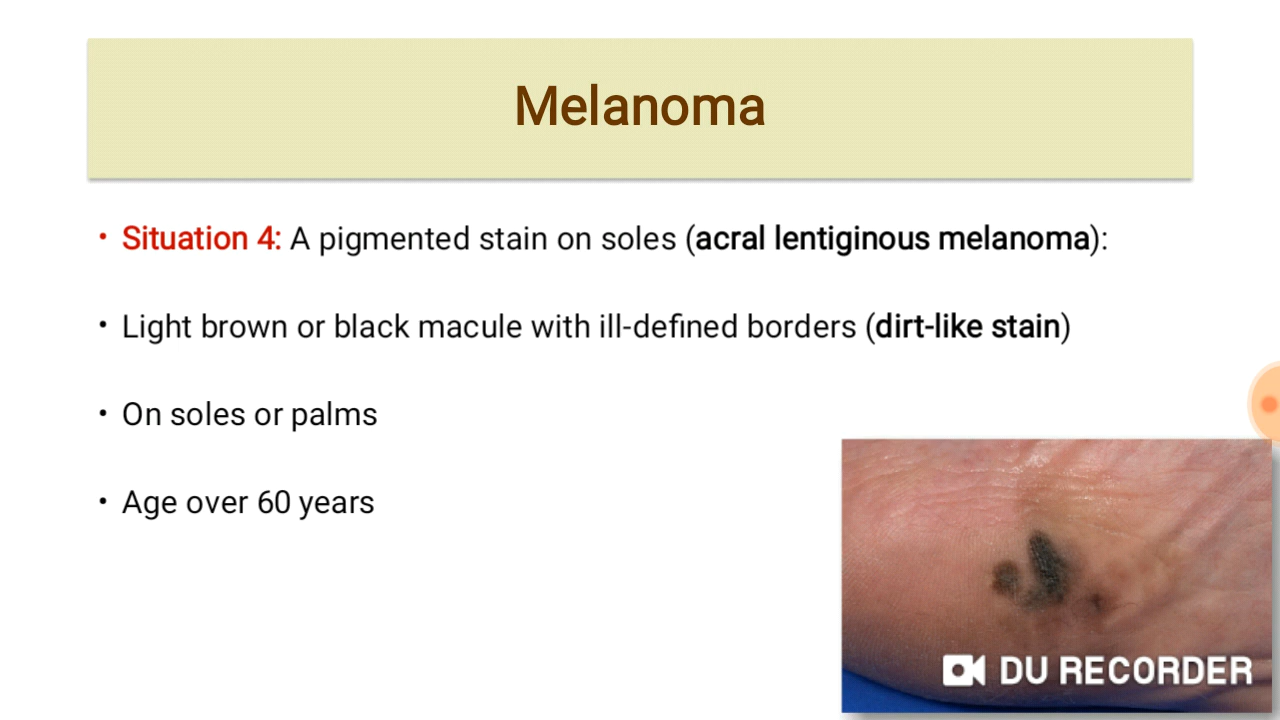 Melanoma
• Situation 4: A pigmented stain on soles (acral lentiginous melanoma):
• Light brown or black macule with ill-defined borders (dirt-like stain)
• On soles or palms
• Age over 60 years
DU RECORDER